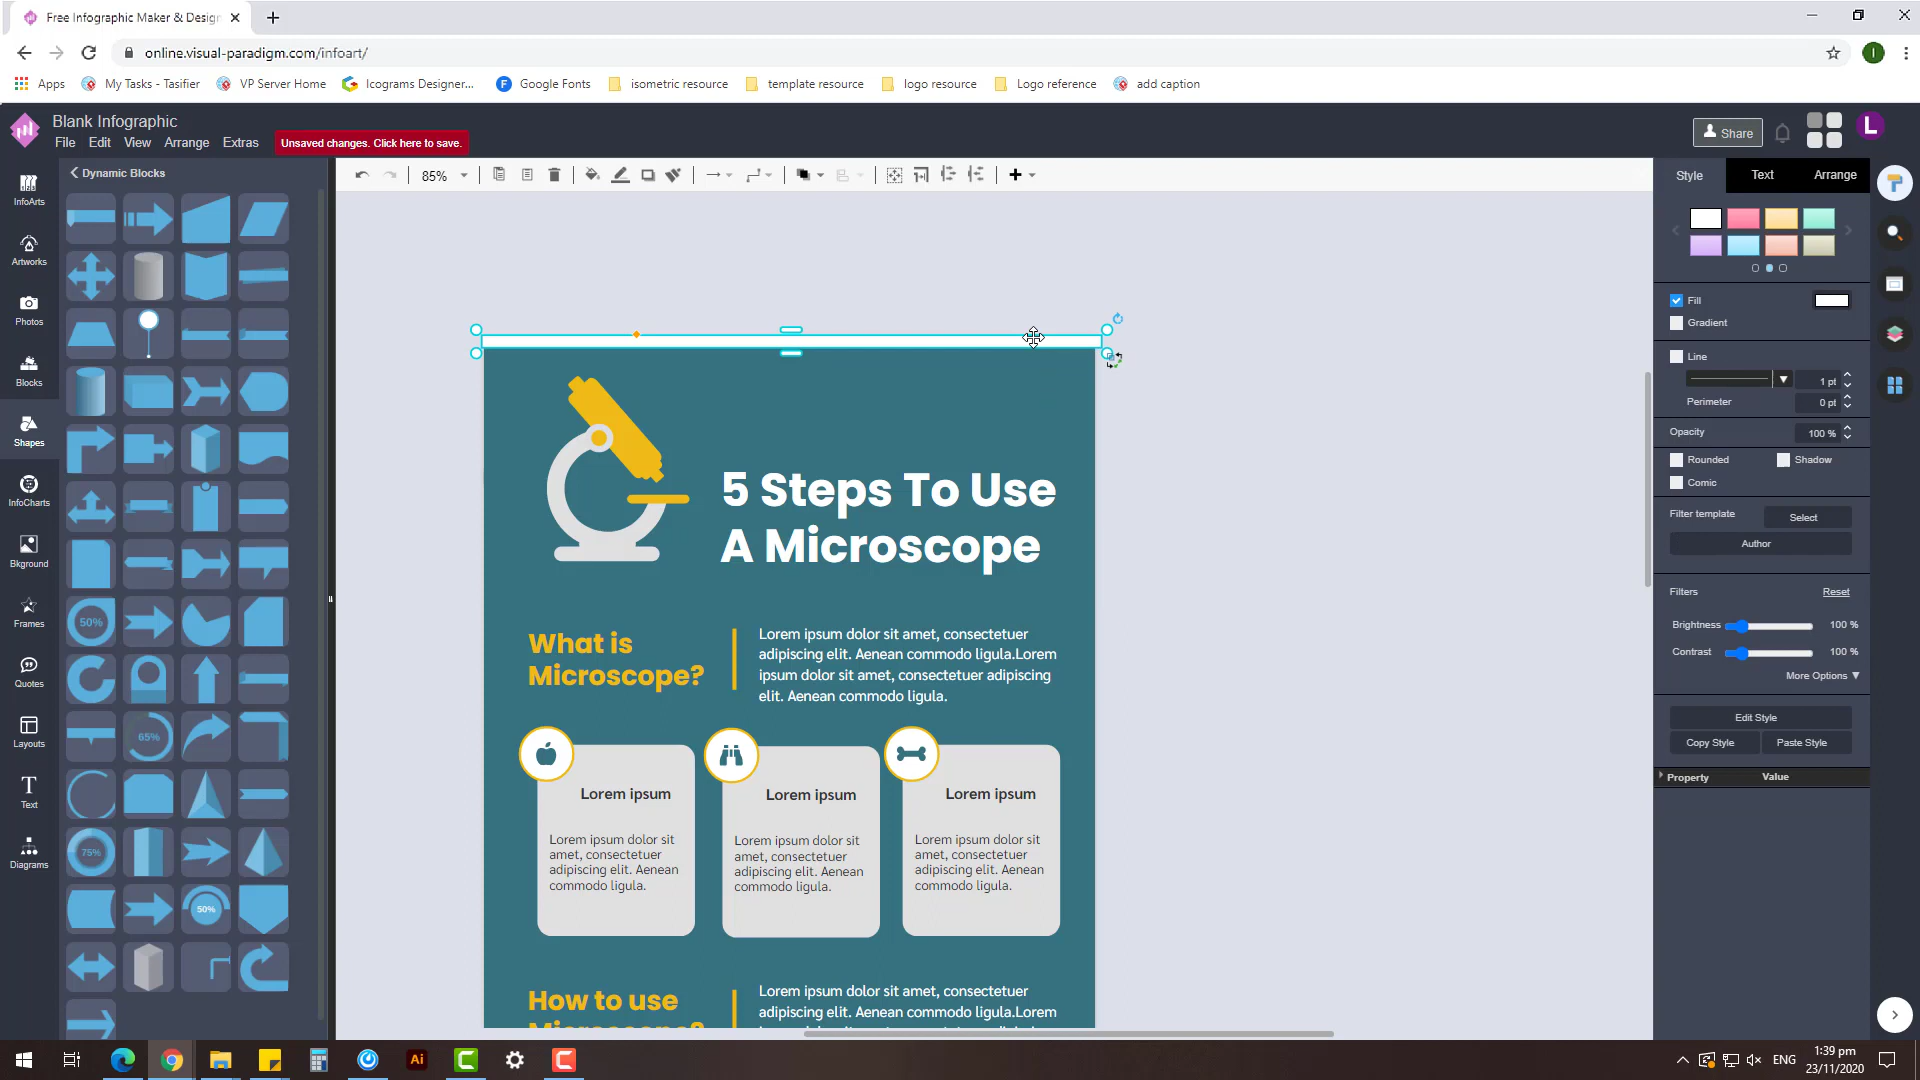 Free Infographic Maker & Desig
online.visual-paradigm.com/infoart/
Apps
My Tasks - Tasifier
VP Server Home
Icograms Designer...
Google Fonts
isometric resource
template resource
logo resource
Logo reference
add caption
Blank Infographic
File Edit View Arrange Extras
Unsaved changes. Click here to save.
Share
L
I
Dynamic Blocks
85%
InfoArts
Artworks
Photos
Blocks
Shapes
InfoCharts
Bkground
Frames
Quotes
Layouts
Text
Diagrams
50%
65%
75%
50%
5 Steps To Use
A Microscope
What is
Microscope?
Lorem ipsum dolor sit amet, consectetuer
adipiscing elit. Aenean commodo ligula.Lorem
ipsum dolor sit amet, consectetuer adipiscing
elit. Aenean commodo ligula.
Lorem ipsum
Lorem ipsum dolor sit
amet, consectetuer
adipiscing elit. Aenean
commodo ligula.
Lorem ipsum
Lorem ipsum dolor sit
amet, consectetuer
adipiscing elit. Aenean
commodo ligula.
Lorem ipsum
Lorem ipsum dolor sit
amet, consectetuer
adipiscing elit. Aenean
commodo ligula.
How to use
Lorem ipsum dolor sit amet, consectetuer
adipiscing elit. Aenean commodo ligula.Lorem
Style Text Arrange
Fill
Gradient
Line
1 pt
Perimeter 0 pt
Opacity 100 %
Rounded Shadow
Comic
Filter template Select
Author
Filters Reset
Brightness 100 %
Contrast 100 %
More Options ▼
Edit Style
Copy Style Paste Style
Property Value
Ai
ENG
1:39 pm
23/11/2020